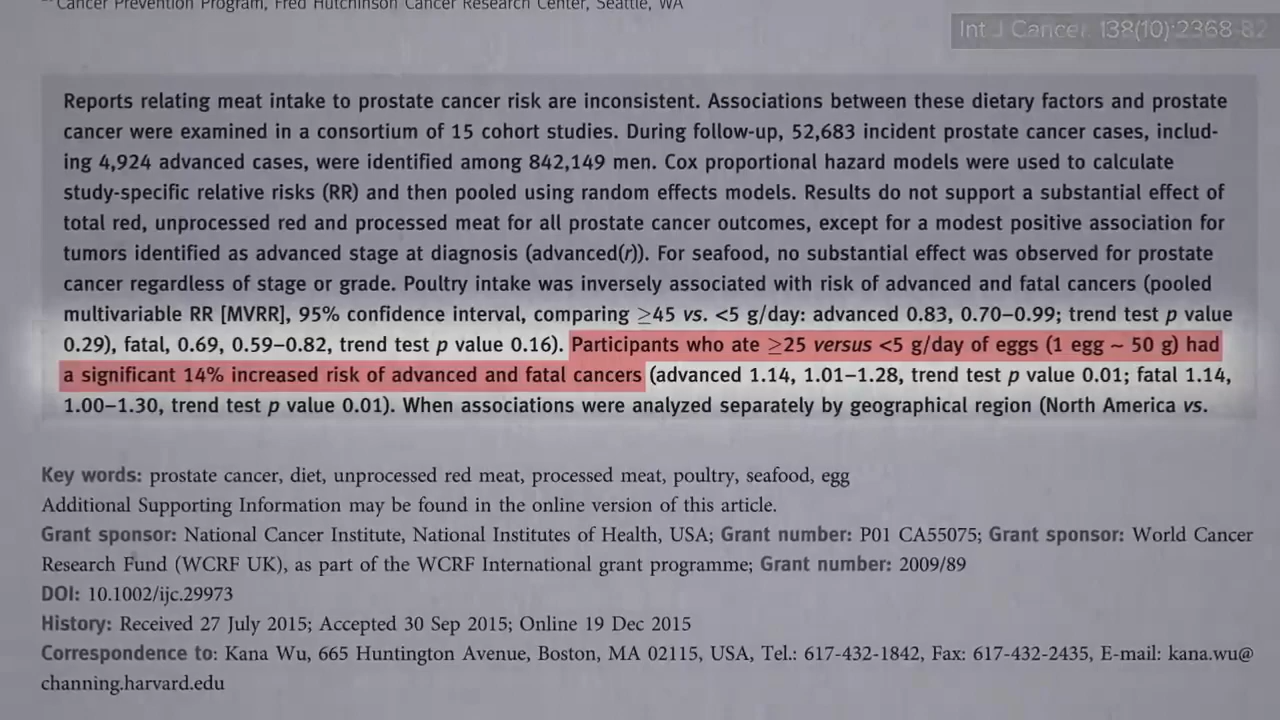 Cancer Prevention Program, Fred Hutchinson Cancer Research Center, Seattle, WA
Int J Cancer. 138(10):2368-82
Reports relating meat intake to prostate cancer risk are inconsistent. Associations between these dietary factors and prostate
cancer were examined in a consortium of 15 cohort studies. During follow-up, 52,683 incident prostate cancer cases, includ-
ing 4,924 advanced cases, were identified among 842,149 men. Cox proportional hazard models were used to calculate
study-specific relative risks (RR) and then pooled using random effects models. Results do not support a substantial effect of
total red, unprocessed red and processed meat for all prostate cancer outcomes, except for a modest positive association for
tumors identified as advanced stage at diagnosis (advanced(r)). For seafood, no substantial effect was observed for prostate
cancer regardless of stage or grade. Poultry intake was inversely associated with risk of advanced and fatal cancers (pooled
multivariable RR [MVRR], 95% confidence interval, comparing ≥45 vs. <5 g/day: advanced 0.83, 0.70–0.99; trend test p value
0.29), fatal, 0.69, 0.59–0.82, trend test p value 0.16). Participants who ate ≥25 versus <5 g/day of eggs (1 egg ~ 50 g) had
a significant 14% increased risk of advanced and fatal cancers (advanced 1.14, 1.01–1.28, trend test p value 0.01; fatal 1.14,
1.00–1.30, trend test p value 0.01). When associations were analyzed separately by geographical region (North America vs.
Key words: prostate cancer, diet, unprocessed red meat, processed meat, poultry, seafood, egg
Additional Supporting Information may be found in the online version of this article.
Grant sponsor: National Cancer Institute, National Institutes of Health, USA; Grant number: P01 CA55075; Grant sponsor: World Cancer
Research Fund (WCRF UK), as part of the WCRF International grant programme; Grant number: 2009/89
DOI: 10.1002/ijc.29973
History: Received 27 July 2015; Accepted 30 Sep 2015; Online 19 Dec 2015
Correspondence to: Kana Wu, 665 Huntington Avenue, Boston, MA 02115, USA, Tel.: 617-432-1842, Fax: 617-432-2435, E-mail: kana.wu@
channing.harvard.edu